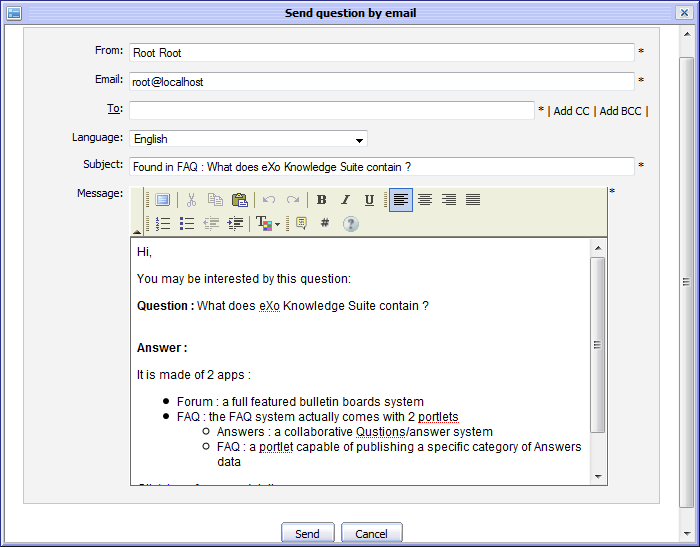 Send question by email
From: Root Root *
Email: root@localhost *
To: * | Add CC | Add BCC |
Language: English
Subject: Found in FAQ : What does eXo Knowledge Suite contain ? *
Message: *
B I U
T #  ?
Hi,
You may be interested by this question:
Question : What does eXo Knowledge Suite contain ?
Answer :
It is made of 2 apps :
Forum : a full featured bulletin boards system
FAQ : the FAQ system actually comes with 2 portlets
Answers : a collaborative Qustions/answer system
FAQ : a portlet capable of publishing a specific category of Answers
data
Send Cancel